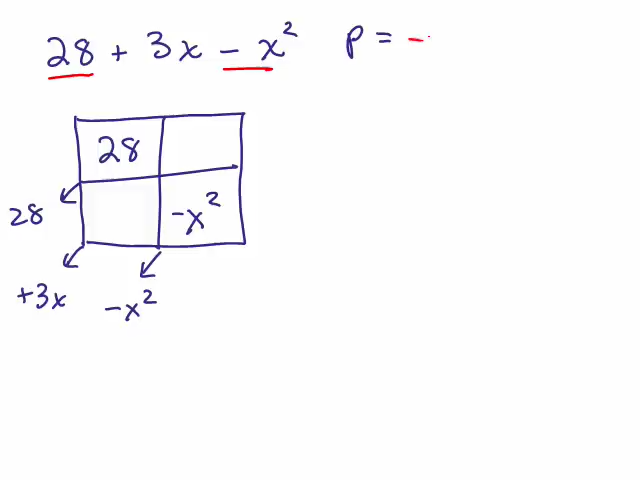 28 + 3x - x² P = -
28
28 -x²
+3x -x²